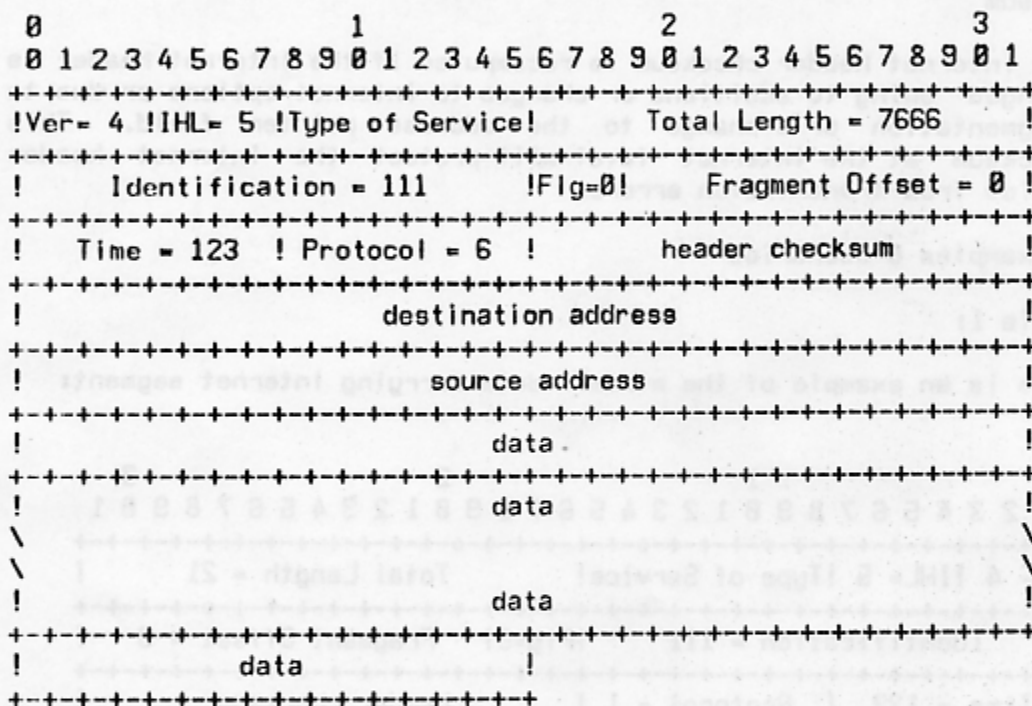 0                   1                   2                   3
0 1 2 3 4 5 6 7 8 9 0 1 2 3 4 5 6 7 8 9 0 1 2 3 4 5 6 7 8 9 0 1
+-+-+-+-+-+-+-+-+-+-+-+-+-+-+-+-+-+-+-+-+-+-+-+-+-+-+-+-+-+-+-+-+
!Ver= 4 !IHL= 5 !Type of Service!       Total Length = 7666     !
+-+-+-+-+-+-+-+-+-+-+-+-+-+-+-+-+-+-+-+-+-+-+-+-+-+-+-+-+-+-+-+-+
!     Identification = 111      !Flg=0!    Fragment Offset = 0 !
+-+-+-+-+-+-+-+-+-+-+-+-+-+-+-+-+-+-+-+-+-+-+-+-+-+-+-+-+-+-+-+-+
!   Time = 123  ! Protocol = 6  !       header checksum         !
+-+-+-+-+-+-+-+-+-+-+-+-+-+-+-+-+-+-+-+-+-+-+-+-+-+-+-+-+-+-+-+-+
!                      destination address                      !
+-+-+-+-+-+-+-+-+-+-+-+-+-+-+-+-+-+-+-+-+-+-+-+-+-+-+-+-+-+-+-+-+
!                         source address                        !
+-+-+-+-+-+-+-+-+-+-+-+-+-+-+-+-+-+-+-+-+-+-+-+-+-+-+-+-+-+-+-+-+
!                             data                              !
+-+-+-+-+-+-+-+-+-+-+-+-+-+-+-+-+-+-+-+-+-+-+-+-+-+-+-+-+-+-+-+-+
!                             data                              !
\
\                                                               \
!                             data                              !
+-+-+-+-+-+-+-+-+-+-+-+-+-+-+-+-+-+-+-+-+-+-+-+-+-+-+-+-+-+-+-+-+
!             data              !
+-+-+-+-+-+-+-+-+-+-+-+-+-+-+-+-+